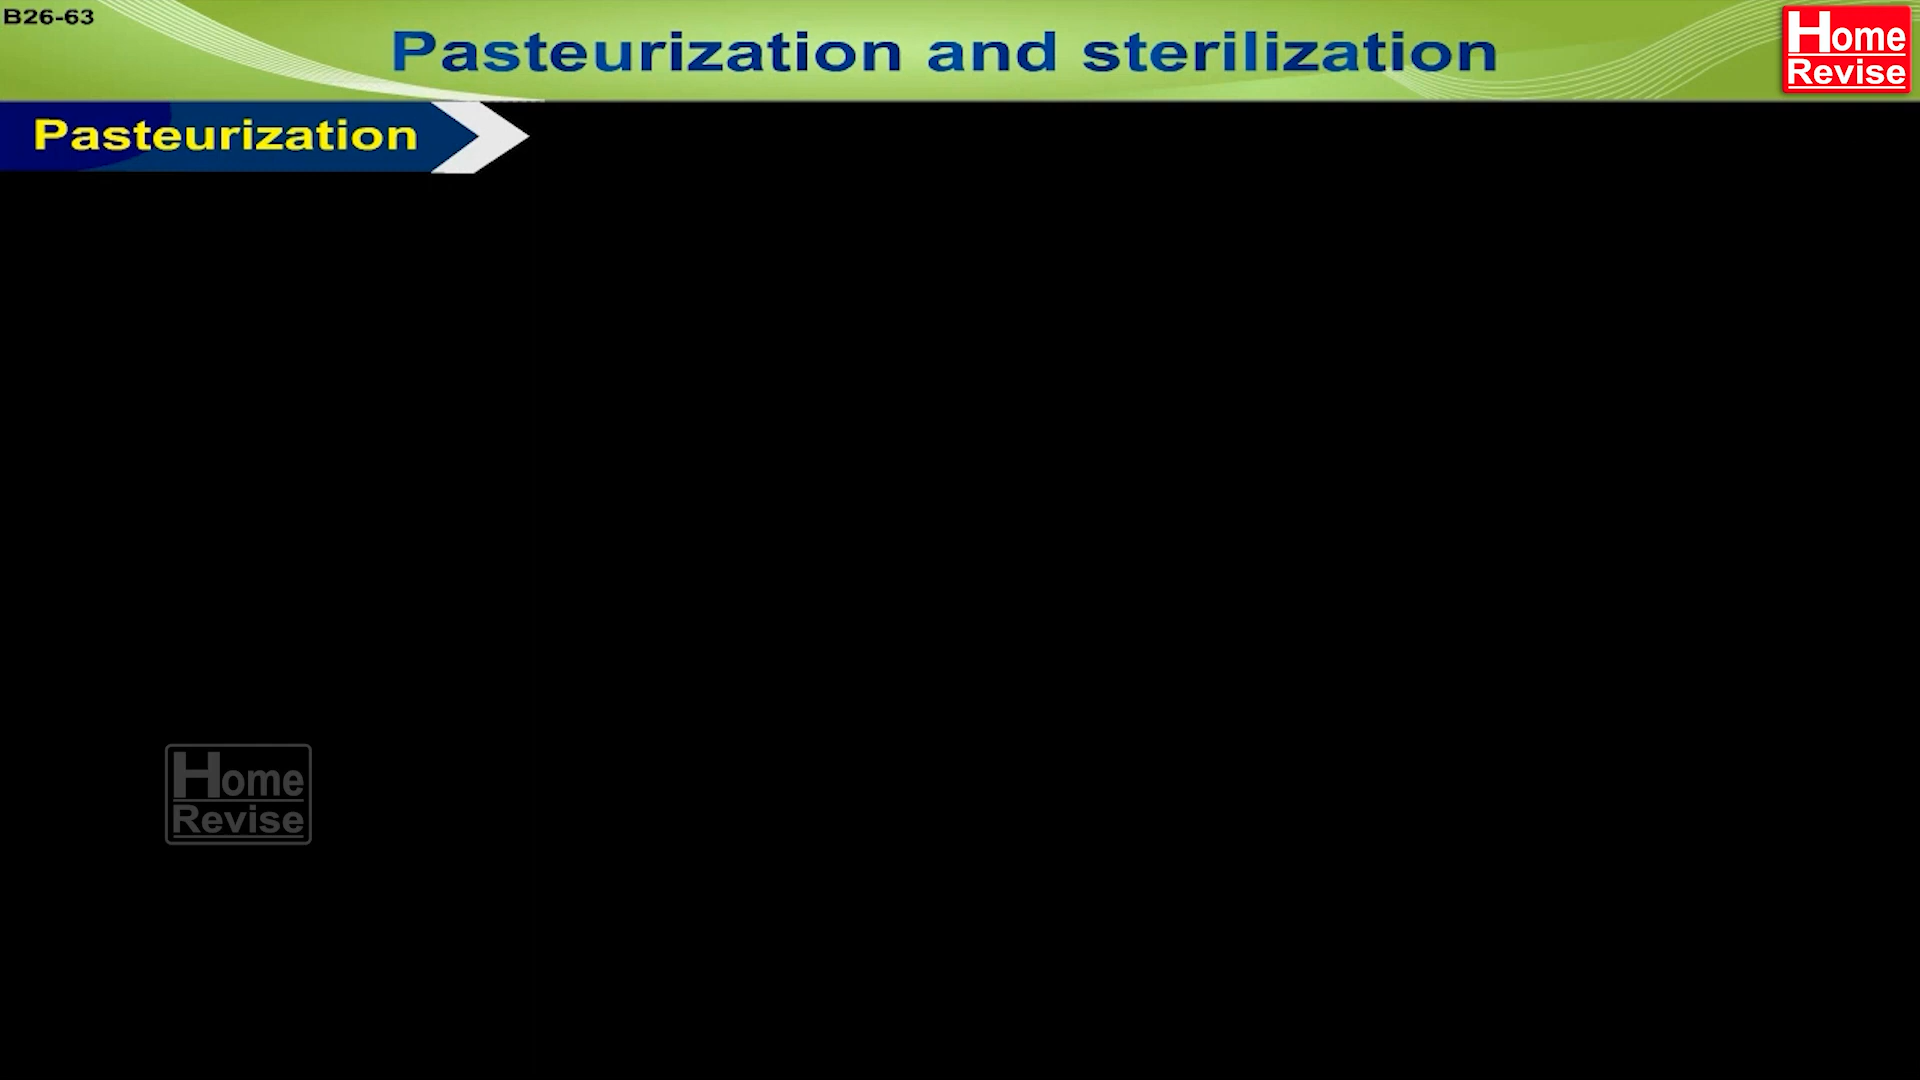 B26-63
Pasteurization and sterilization
Home
Revise
Pasteurization
Home
Revise